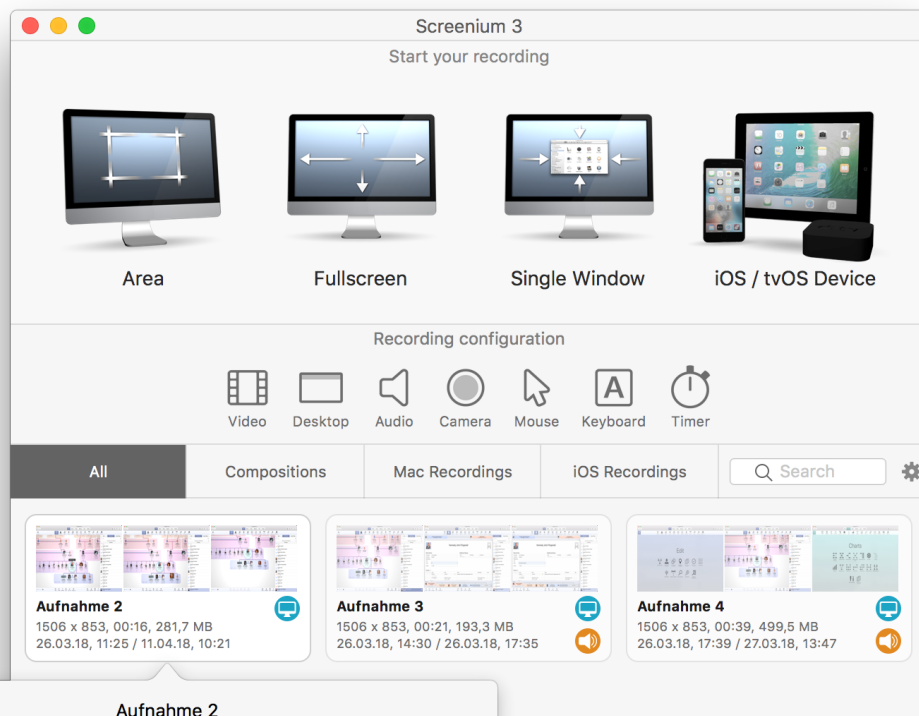 Screenium 3
Start your recording
Area
Fullscreen
Single Window
iOS / tvOS Device
Recording configuration
A
Video
Desktop
Audio
Camera
Mouse
Keyboard
Timer
All
Compositions
Mac Recordings
iOS Recordings
Search
Edit
Charts
Aufnahme 2
1506 x 853, 00:16, 281,7 MB
26.03.18, 11:25 / 11.04.18, 10:21
Aufnahme 3
1506 x 853, 00:21, 193,3 MB
26.03.18, 14:30 / 26.03.18, 17:35
Aufnahme 4
1506 x 853, 00:39, 499,5 MB
26.03.18, 17:39 / 27.03.18, 13:47
Aufnahme 2